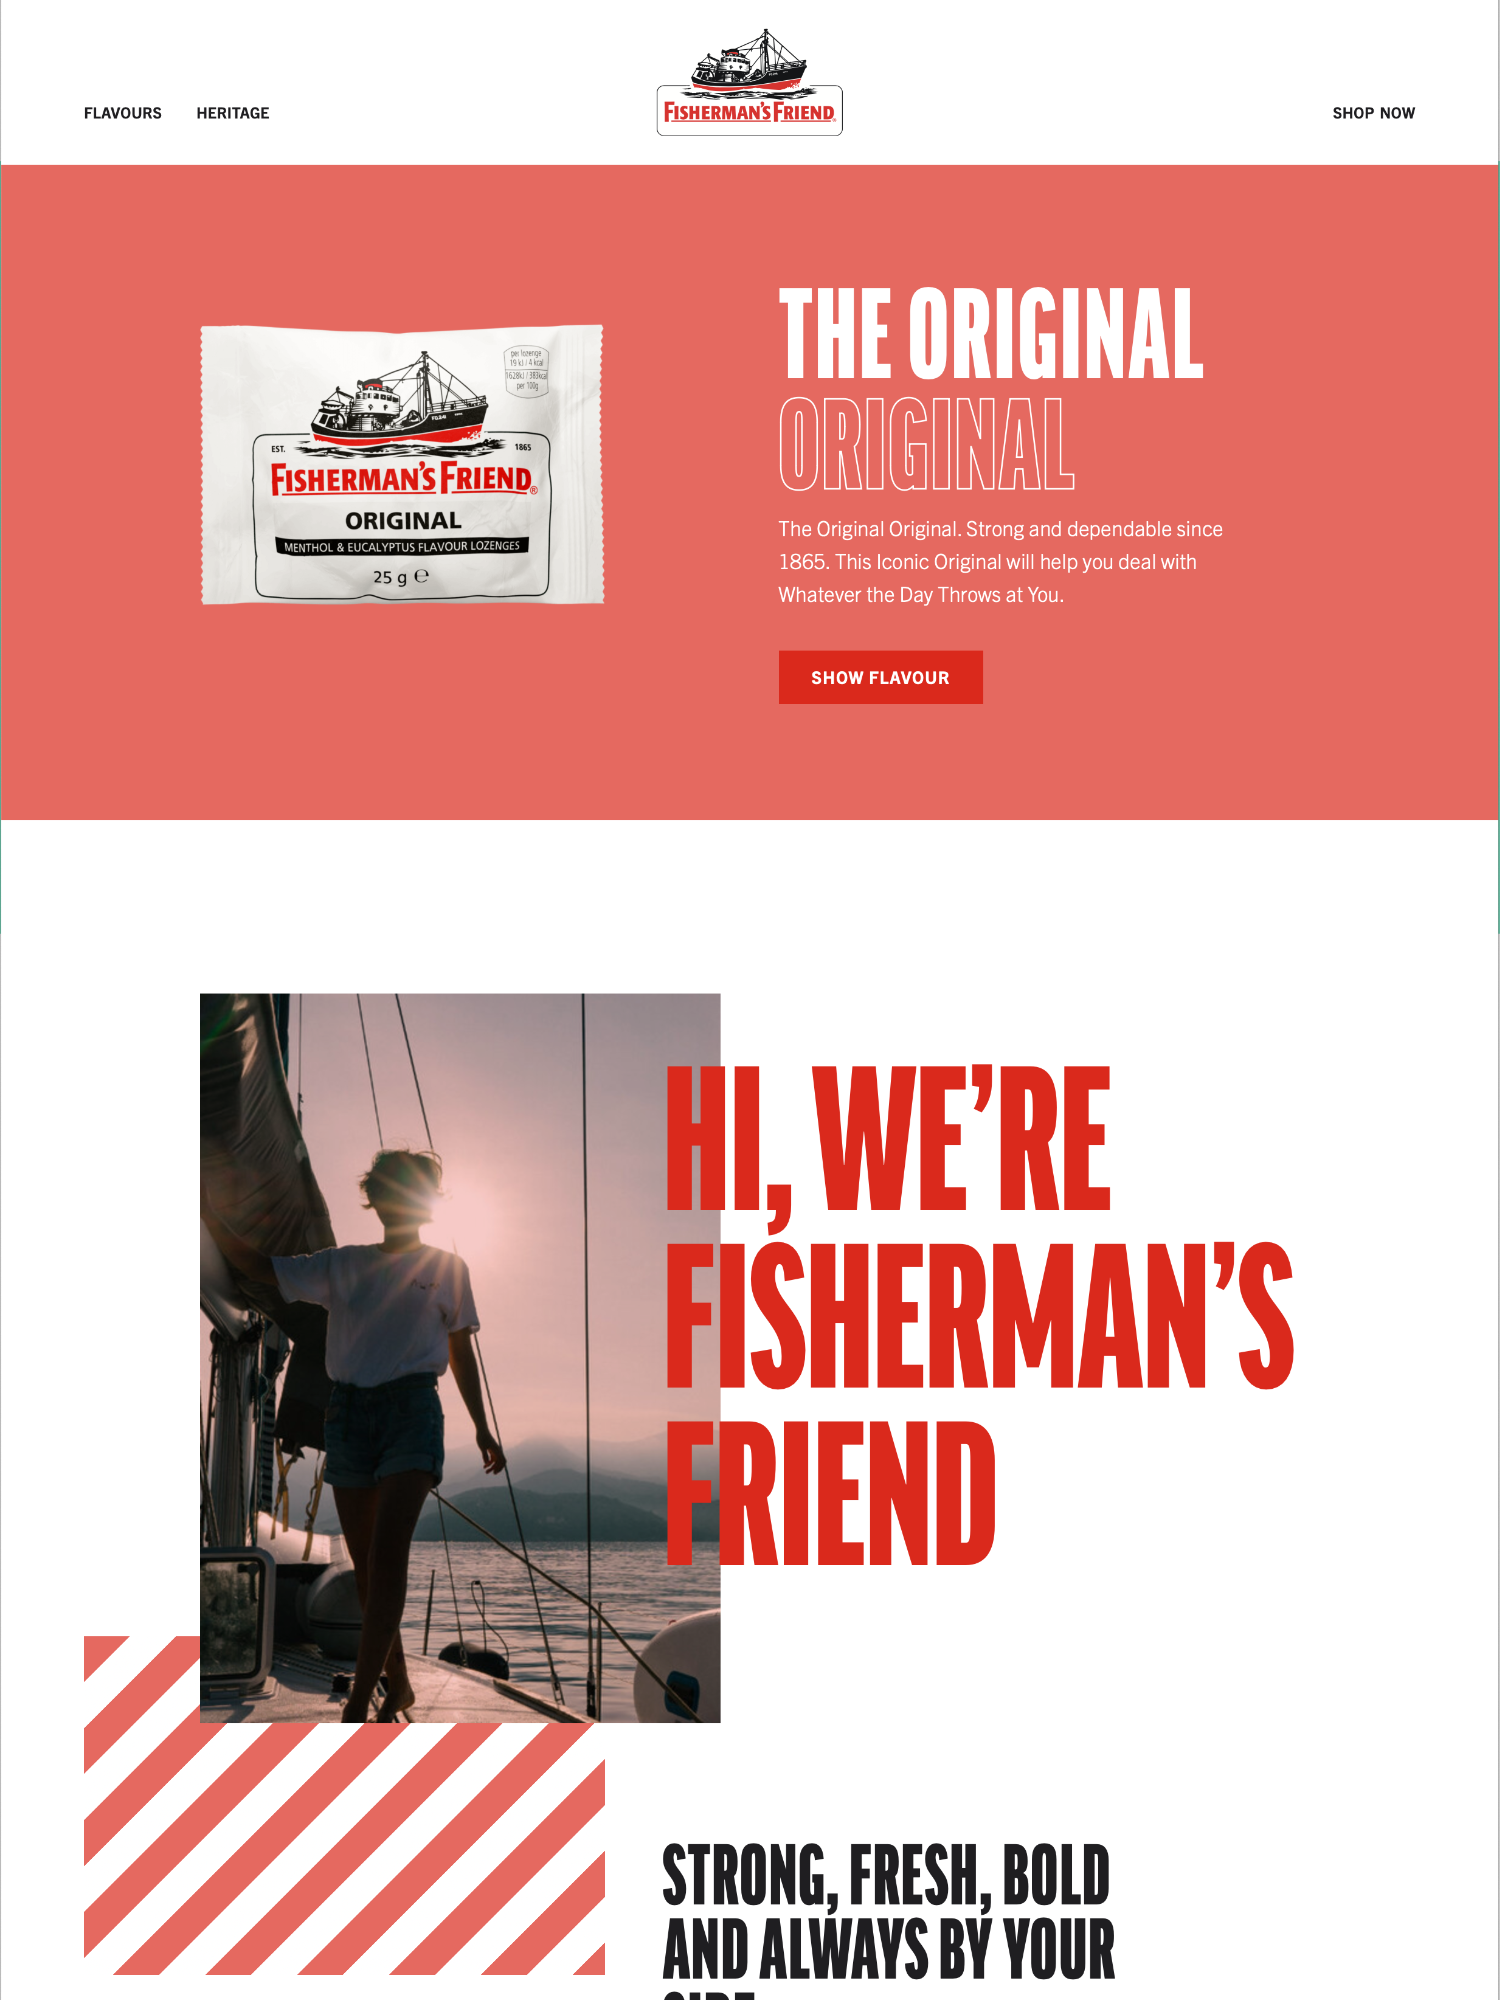 FLAVOURS HERITAGE
FISHERMAN'S FRIEND
SHOP NOW
per lozenge
19 kJ / 4 kcal
1628kJ / 383kcal
per 100g
EST. 1865
FISHERMAN'S FRIEND®
ORIGINAL
MENTHOL & EUCALYPTUS FLAVOUR LOZENGES
25 g ℮
THE ORIGINAL
ORIGINAL
The Original Original. Strong and dependable since
1865. This Iconic Original will help you deal with
Whatever the Day Throws at You.
SHOW FLAVOUR
HI, WE’RE
FISHERMAN’S
FRIEND
STRONG, FRESH, BOLD
AND ALWAYS BY YOUR